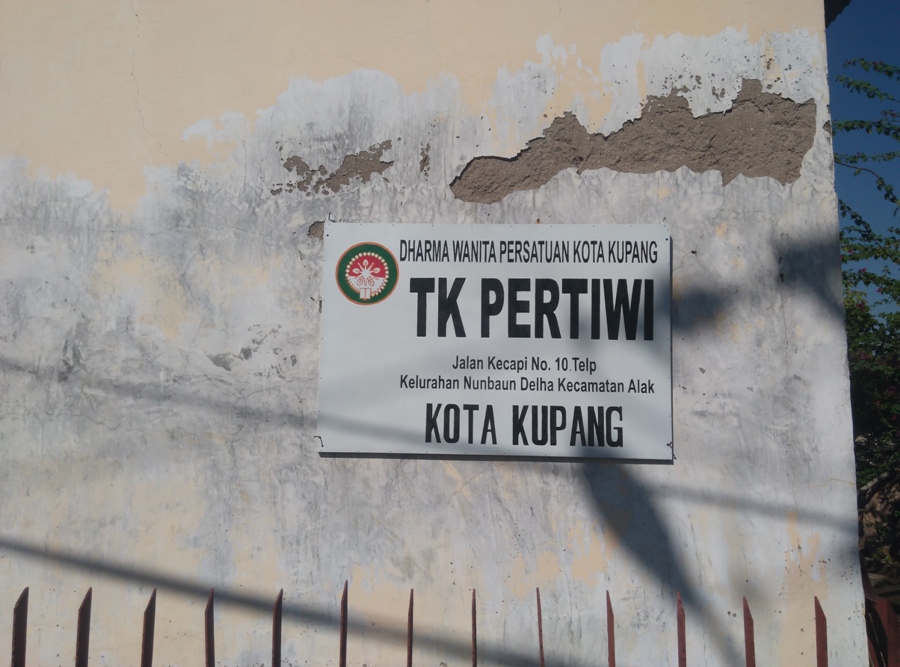 DHARMA WANITA PERSATUAN KOTA KUPANG
TK PERTIWI
Jalan Kecapi No. 10.Telp
Kelurahan Nunbaun Delha Kecamatan Alak
KOTA KUPANG